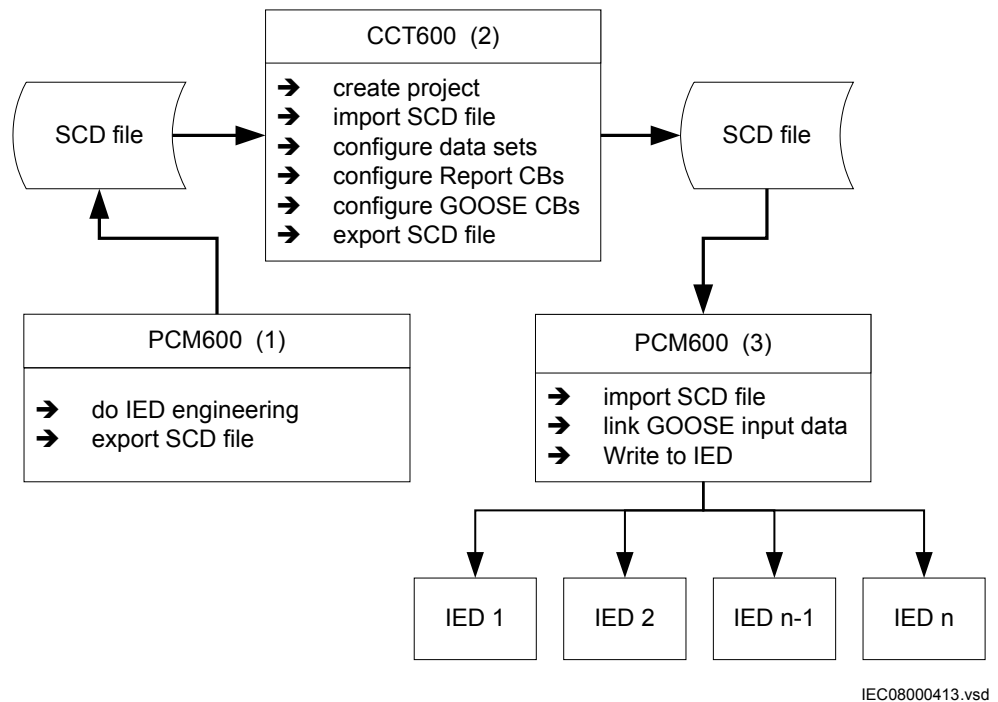 CCT600 (2)
➔ create project
➔ import SCD file
➔ configure data sets
➔ configure Report CBs
➔ configure GOOSE CBs
➔ export SCD file
SCD file
SCD file
PCM600 (1)
➔ do IED engineering
➔ export SCD file
PCM600 (3)
➔ import SCD file
➔ link GOOSE input data
➔ Write to IED
IED 1
IED 2
IED n-1
IED n
IEC08000413.vsd